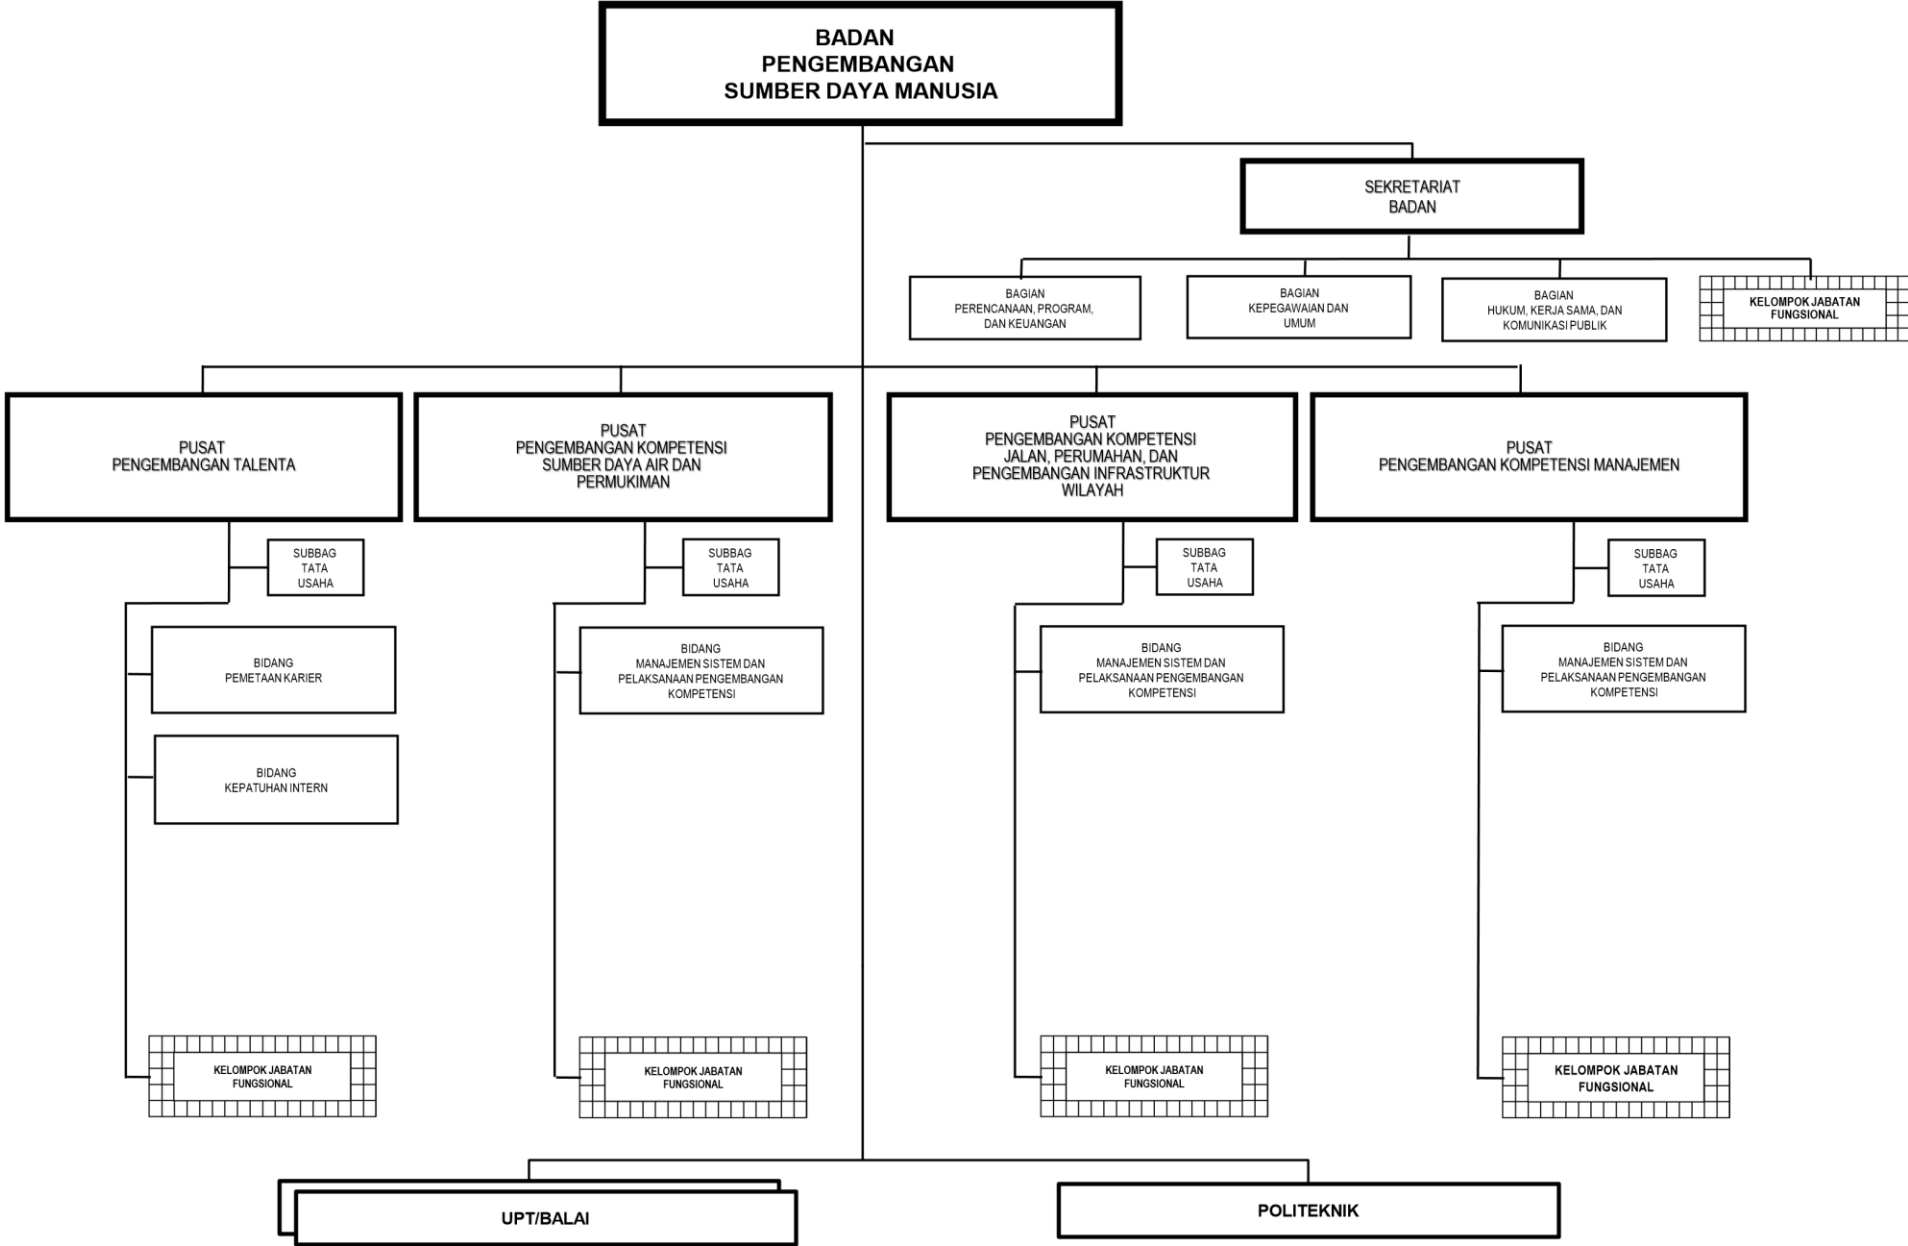 BADAN
PENGEMBANGAN
SUMBER DAYA MANUSIA
SEKRETARIAT
BADAN
BAGIAN
PERENCANAAN, PROGRAM,
DAN KEUANGAN
BAGIAN
KEPEGAWAIAN DAN
UMUM
BAGIAN
HUKUM, KERJA SAMA, DAN
KOMUNIKASI PUBLIK
KELOMPOK JABATAN
FUNGSIONAL
PUSAT
PENGEMBANGAN TALENTA
PUSAT
PENGEMBANGAN KOMPETENSI
SUMBER DAYA AIR DAN
PERMUKIMAN
PUSAT
PENGEMBANGAN KOMPETENSI
JALAN, PERUMAHAN, DAN
PENGEMBANGAN INFRASTRUKTUR
WILAYAH
PUSAT
PENGEMBANGAN KOMPETENSI MANAJEMEN
SUBBAG
TATA
USAHA
SUBBAG
TATA
USAHA
SUBBAG
TATA
USAHA
SUBBAG
TATA
USAHA
BIDANG
PEMETAAN KARIER
BIDANG
MANAJEMEN SISTEM DAN
PELAKSANAAN PENGEMBANGAN
KOMPETENSI
BIDANG
MANAJEMEN SISTEM DAN
PELAKSANAAN PENGEMBANGAN
KOMPETENSI
BIDANG
MANAJEMEN SISTEM DAN
PELAKSANAAN PENGEMBANGAN
KOMPETENSI
BIDANG
KEPATUHAN INTERN
KELOMPOK JABATAN
FUNGSIONAL
KELOMPOK JABATAN
FUNGSIONAL
KELOMPOK JABATAN
FUNGSIONAL
KELOMPOK JABATAN
FUNGSIONAL
UPT/BALAI
POLITEKNIK